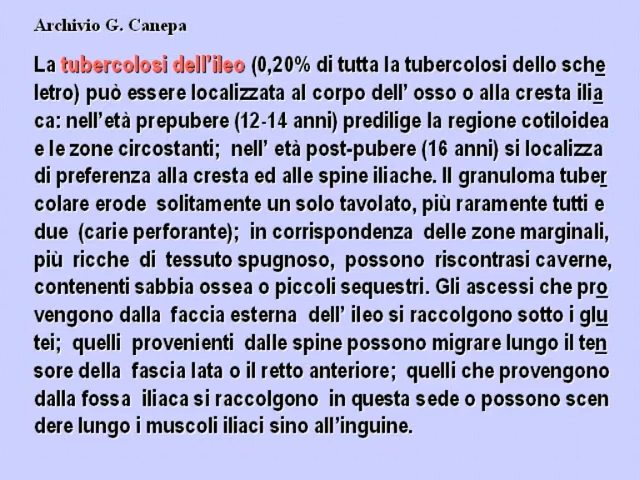 Archivio G. Canepa
La tubercolosi dell'ileo (0,20% di tutta la tubercolosi dello sche
letro) può essere localizzata al corpo dell' osso o alla cresta ilia
ca: nell'età prepubere (12-14 anni) predilige la regione cotiloidea
e le zone circostanti; nell' età post-pubere (16 anni) si localizza
di preferenza alla cresta ed alle spine iliache. Il granuloma tuber
colare erode solitamente un solo tavolato, più raramente tutti e
due (carie perforante); in corrispondenza delle zone marginali,
più ricche di tessuto spugnoso, possono riscontrasi caverne,
contenenti sabbia ossea o piccoli sequestri. Gli ascessi che pro
vengono dalla faccia esterna dell' ileo si raccolgono sotto i glu
tei; quelli provenienti dalle spine possono migrare lungo il ten
sore della fascia lata o il retto anteriore; quelli che provengono
dalla fossa iliaca si raccolgono in questa sede o possono scen
dere lungo i muscoli iliaci sino all'inguine.